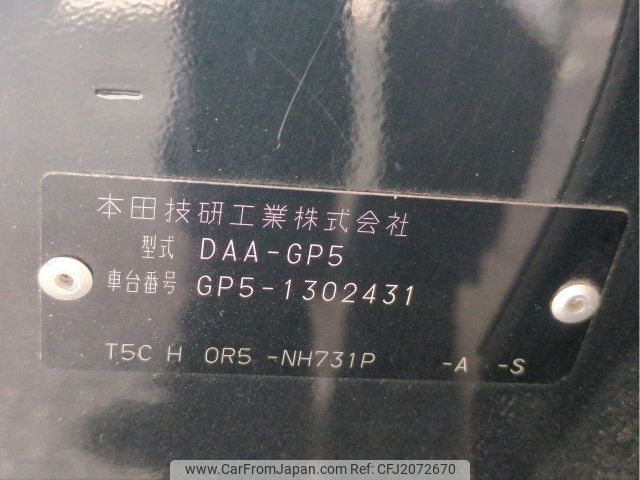 本田技研工業株式会社
型式 DAA-GP5
車台番号 GP5-1302431
T5C H 0R5 -NH731P -A -S
www.CarFromJapan.com | CFJ2072670